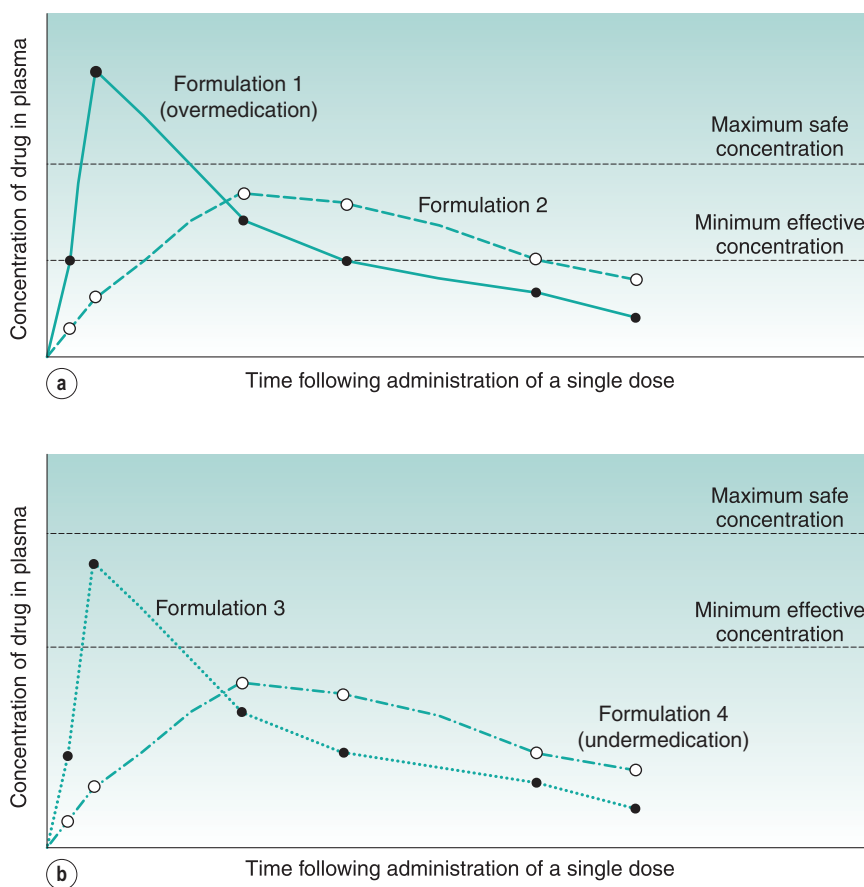 Concentration of drug in plasma
Formulation 1
(overmedication)
Maximum safe
concentration
Formulation 2
Minimum effective
concentration
a
Time following administration of a single dose
Concentration of drug in plasma
Maximum safe
concentration
Formulation 3
Minimum effective
concentration
Formulation 4
(undermedication)
b
Time following administration of a single dose